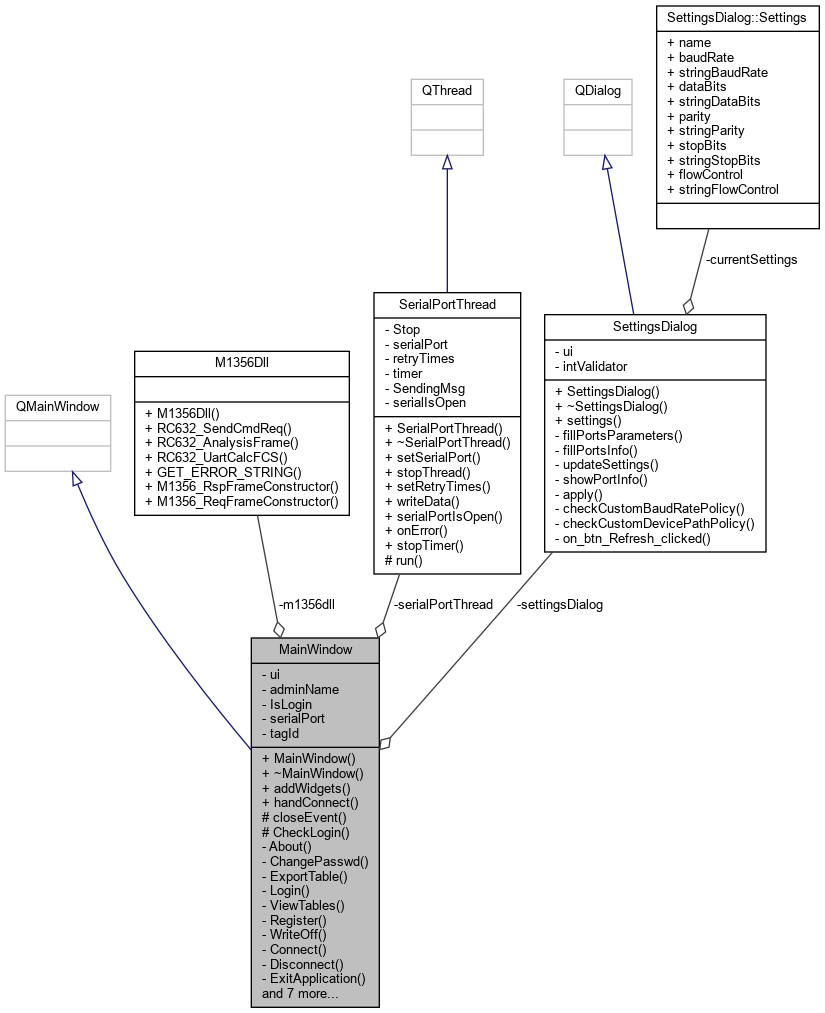 SettingsDialog::Settings
+ name
+ baudRate
+ stringBaudRate
+ dataBits
+ stringDataBits
+ parity
+ stringParity
+ stopBits
+ stringStopBits
+ flowControl
+ stringFlowControl
QThread
QDialog
-currentSettings
SerialPortThread
- Stop
- serialPort
- retryTimes
- timer
- SendingMsg
- serialIsOpen
+ SerialPortThread()
+ ~SerialPortThread()
+ setSerialPort()
+ stopThread()
+ setRetryTimes()
+ writeData()
+ serialPortIsOpen()
+ onError()
+ stopTimer()
# run()
SettingsDialog
- ui
- intValidator
+ SettingsDialog()
+ ~SettingsDialog()
+ settings()
- fillPortsParameters()
- fillPortsInfo()
- updateSettings()
- showPortInfo()
- apply()
- checkCustomBaudRatePolicy()
- checkCustomDevicePathPolicy()
- on_btn_Refresh_clicked()
M1356Dll
+ M1356Dll()
+ RC632_SendCmdReq()
+ RC632_AnalysisFrame()
+ RC632_UartCalcFCS()
+ GET_ERROR_STRING()
+ M1356_RspFrameConstructor()
+ M1356_ReqFrameConstructor()
QMainWindow
-m1356dll
-serialPortThread
-settingsDialog
MainWindow
- ui
- adminName
- IsLogin
- serialPort
- tagId
+ MainWindow()
+ ~MainWindow()
+ addWidgets()
+ handConnect()
# closeEvent()
# CheckLogin()
- About()
- ChangePasswd()
- ExportTable()
- Login()
- ViewTables()
- Register()
- WriteOff()
- Connect()
- Disconnect()
- ExitApplication()
and 7 more...